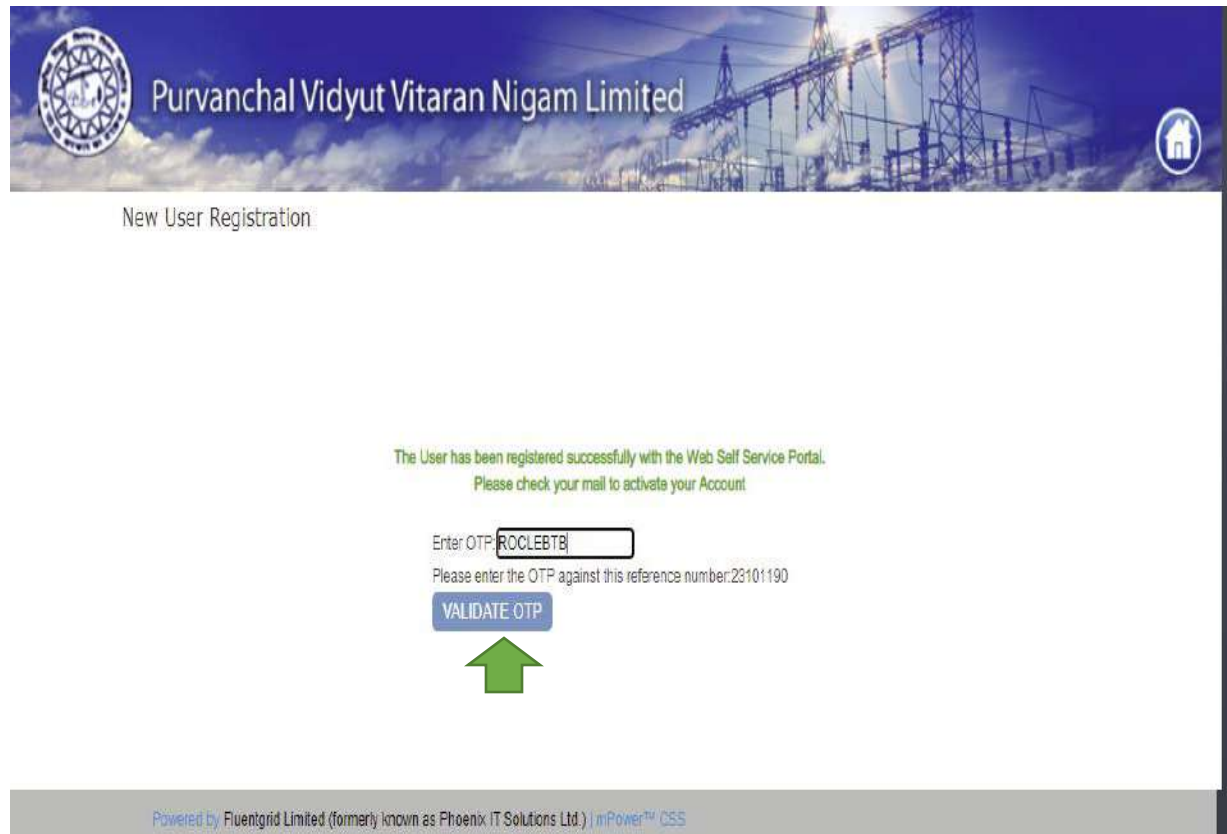 Purvanchal Vidyut Vitaran Nigam Limited
New User Registration
The User has been registered successfully with the Web Self Service Portal.
Please check your mail to activate your Account
Enter OTP: ROCLEBTB
Please enter the OTP against this reference number:23101190
VALIDATE OTP
Powered by Fluentgrid Limited (formerly known as Phoenix IT Solutions Ltd.) | mPower™ CSS